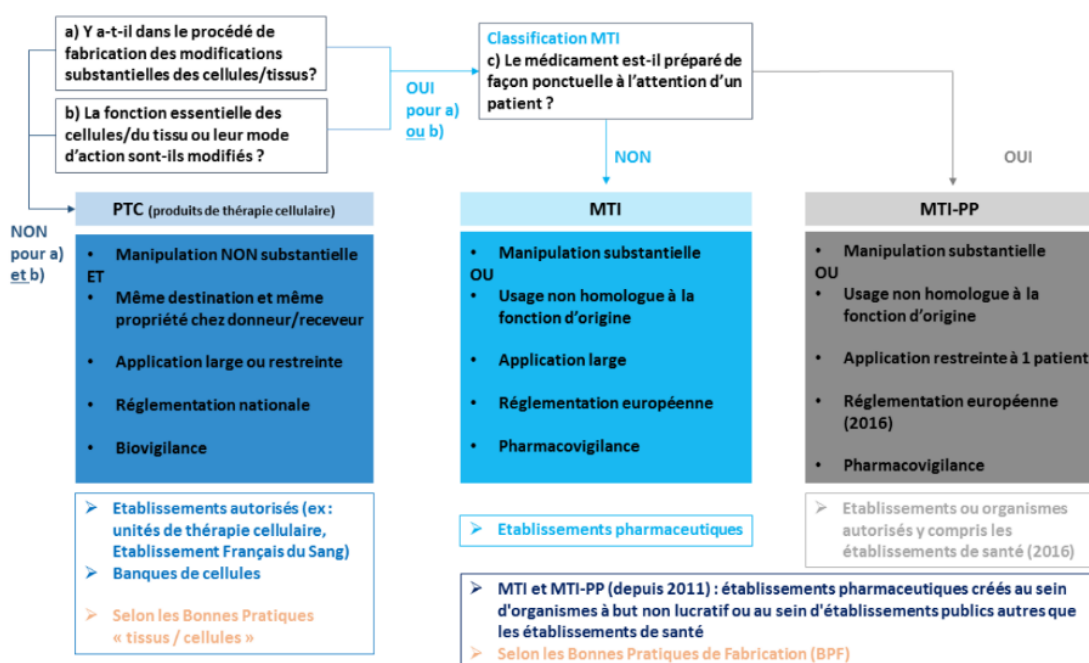 a) Y a-t-il dans le procédé de
fabrication des modifications
substantielles des cellules/tissus?
b) La fonction essentielle des
cellules/du tissu ou leur mode
d'action sont-ils modifiés ?
OUI
pour a)
ou b)
Classification MTI
c) Le médicament est-il préparé de
façon ponctuelle à l'attention d'un
patient ?
NON
OUI
NON
pour a)
et b)
PTC (produits de thérapie cellulaire)
• Manipulation NON substantielle
ET
• Même destination et même
propriété chez donneur/receveur
• Application large ou restreinte
• Réglementation nationale
• Biovigilance
➢ Etablissements autorisés (ex :
unités de thérapie cellulaire,
Etablissement Français du Sang)
➢ Banques de cellules
➢ Selon les Bonnes Pratiques
« tissus / cellules »
MTI
• Manipulation substantielle
OU
• Usage non homologue à la
fonction d'origine
• Application large
• Réglementation européenne
• Pharmacovigilance
➢ Etablissements pharmaceutiques
MTI-PP
• Manipulation substantielle
OU
• Usage non homologue à la
fonction d'origine
• Application restreinte à 1 patient
• Réglementation européenne
(2016)
• Pharmacovigilance
➢ Etablissements ou organismes
autorisés y compris les
établissements de santé (2016)
➢ MTI et MTI-PP (depuis 2011) : établissements pharmaceutiques créés au sein
d'organismes à but non lucratif ou au sein d'établissements publics autres que
les établissements de santé
➢ Selon les Bonnes Pratiques de Fabrication (BPF)